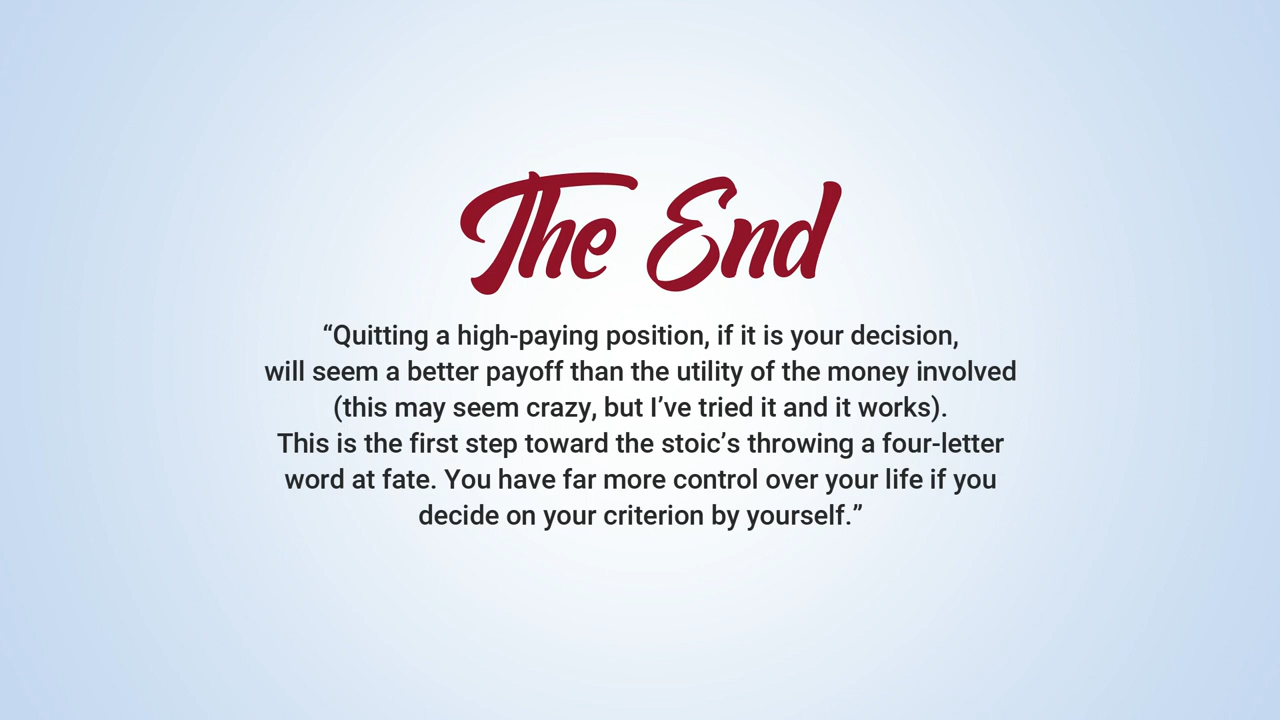 The End
“Quitting a high-paying position, if it is your decision,
will seem a better payoff than the utility of the money involved
(this may seem crazy, but I’ve tried it and it works).
This is the first step toward the stoic’s throwing a four-letter
word at fate. You have far more control over your life if you
decide on your criterion by yourself.”